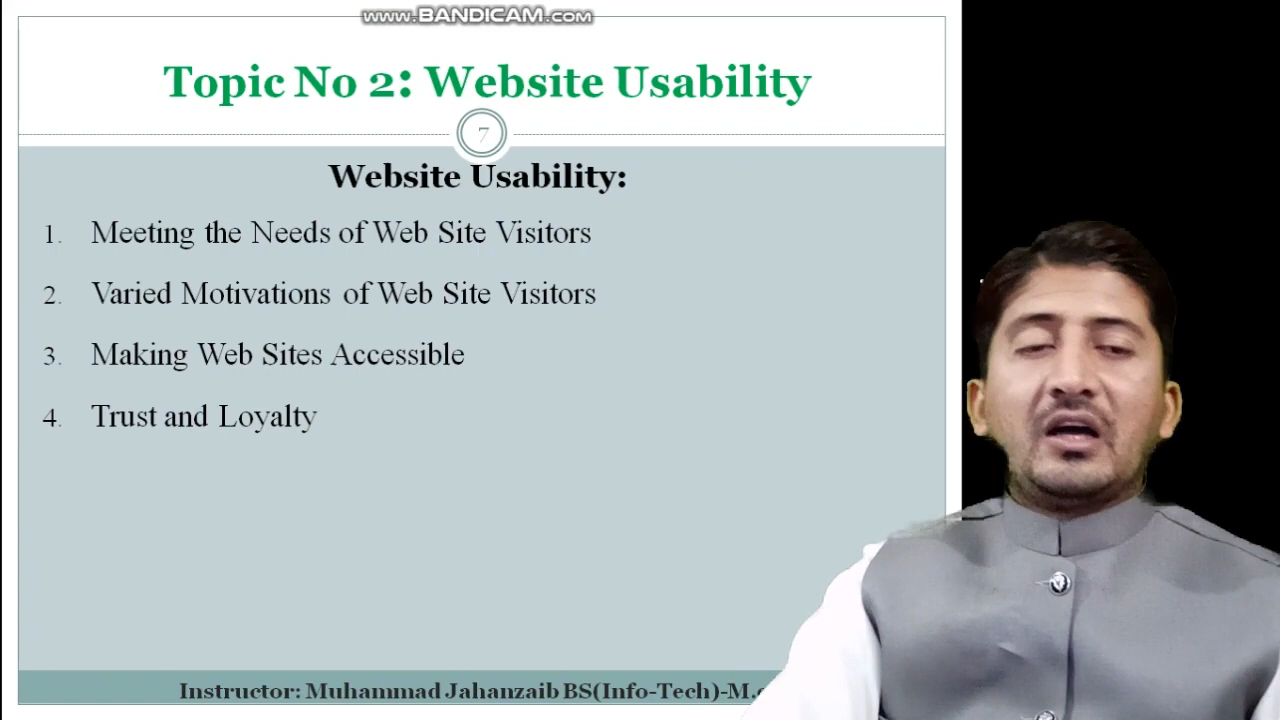 WWW.BANDICAM.COM
Topic No 2: Website Usability
7
Website Usability:
1. Meeting the Needs of Web Site Visitors
2. Varied Motivations of Web Site Visitors
3. Making Web Sites Accessible
4. Trust and Loyalty
Instructor: Muhammad Jahanzaib BS(Info-Tech)-M.